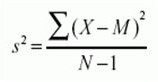 s² = ∑(X − M)² / N − 1